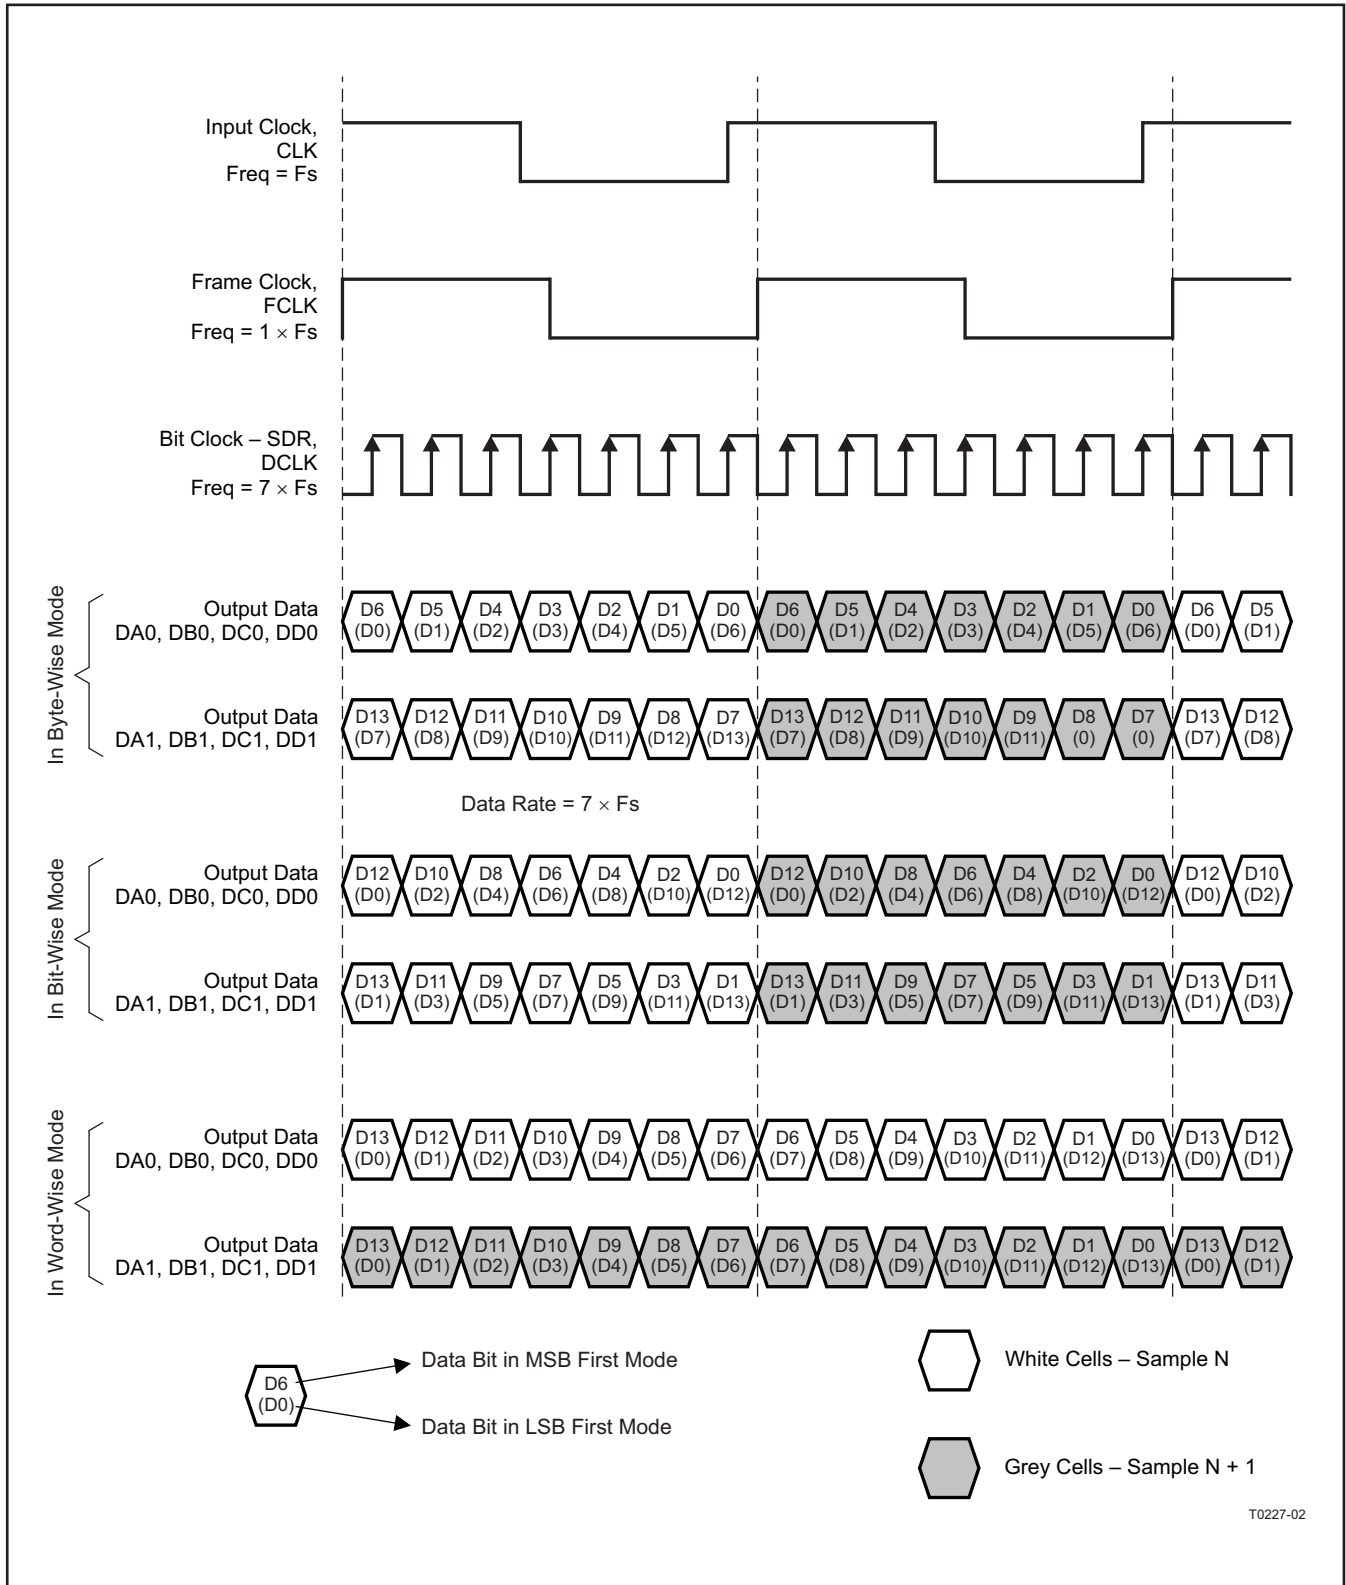 Input Clock,
CLK
Freq = Fs
Frame Clock,
FCLK
Freq = 1 × Fs
Bit Clock – SDR,
DCLK
Freq = 7 × Fs
In Byte-Wise Mode
Output Data
DA0, DB0, DC0, DD0
D6 D5 D4 D3 D2 D1 D0 D6 D5 D4 D3 D2 D1 D0 D6 D5
(D0) (D1) (D2) (D3) (D4) (D5) (D6) (D0) (D1) (D2) (D3) (D4) (D5) (D6) (D0) (D1)
Output Data
DA1, DB1, DC1, DD1
D13 D12 D11 D10 D9 D8 D7 D13 D12 D11 D10 D9 D8 D7 D13 D12
(D7) (D8) (D9) (D10) (D11) (D12) (D13) (D7) (D8) (D9) (D10) (D11) (0) (0) (D7) (D8)
Data Rate = 7 × Fs
In Bit-Wise Mode
Output Data
DA0, DB0, DC0, DD0
D12 D10 D8 D6 D4 D2 D0 D12 D10 D8 D6 D4 D2 D0 D12 D10
(D0) (D2) (D4) (D6) (D8) (D10) (D12) (D0) (D2) (D4) (D6) (D8) (D10) (D12) (D0) (D2)
Output Data
DA1, DB1, DC1, DD1
D13 D11 D9 D7 D5 D3 D1 D13 D11 D9 D7 D5 D3 D1 D13 D11
(D1) (D3) (D5) (D7) (D9) (D11) (D13) (D1) (D3) (D5) (D7) (D9) (D11) (D13) (D1) (D3)
In Word-Wise Mode
Output Data
DA0, DB0, DC0, DD0
D13 D12 D11 D10 D9 D8 D7 D6 D5 D4 D3 D2 D1 D0 D13 D12
(D0) (D1) (D2) (D3) (D4) (D5) (D6) (D7) (D8) (D9) (D10) (D11) (D12) (D13) (D0) (D1)
Output Data
DA1, DB1, DC1, DD1
D13 D12 D11 D10 D9 D8 D7 D6 D5 D4 D3 D2 D1 D0 D13 D12
(D0) (D1) (D2) (D3) (D4) (D5) (D6) (D7) (D8) (D9) (D10) (D11) (D12) (D13) (D0) (D1)
D6
(D0)
Data Bit in MSB First Mode
Data Bit in LSB First Mode
White Cells – Sample N
Grey Cells – Sample N + 1
T0227-02